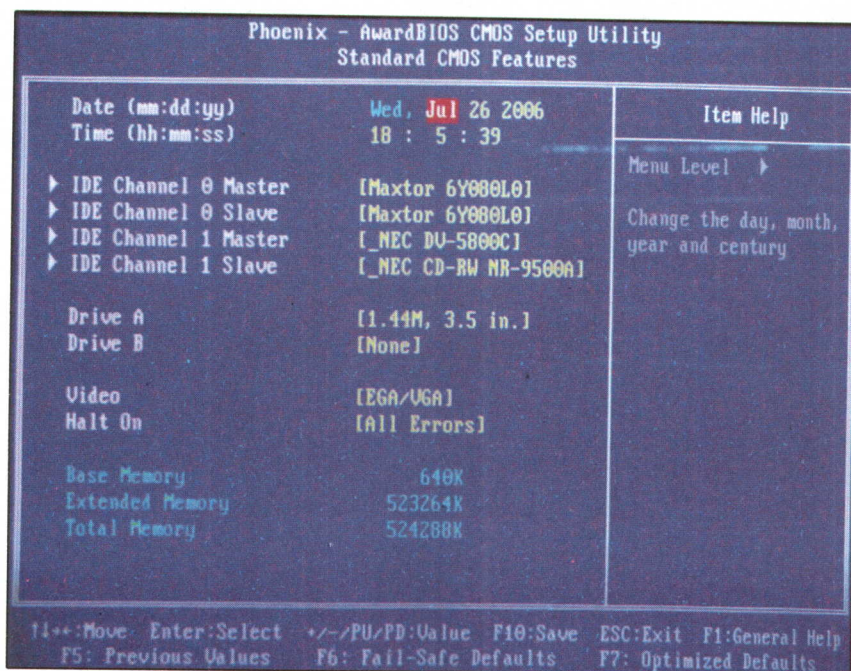 Phoenix - AwardBIOS CMOS Setup Utility
Standard CMOS Features
Date (mm:dd:yy) Wed, Jul 26 2006
Time (hh:mm:ss) 18 : 5 : 39
IDE Channel 0 Master [Maxtor 6Y080L0]
IDE Channel 0 Slave [Maxtor 6Y080L0]
IDE Channel 1 Master [_NEC DV-5800C]
IDE Channel 1 Slave [_NEC CD-RW NR-9500A]
Drive A [1.44M, 3.5 in.]
Drive B [None]
Video [EGA/VGA]
Halt On [All Errors]
Base Memory 640K
Extended Memory 523264K
Total Memory 524288K
Item Help
Menu Level
Change the day, month,
year and century
↑↓→←:Move Enter:Select +/-/PU/PD:Value F10:Save ESC:Exit F1:General Help
F5: Previous Values F6: Fail-Safe Defaults F7: Optimized Defaults